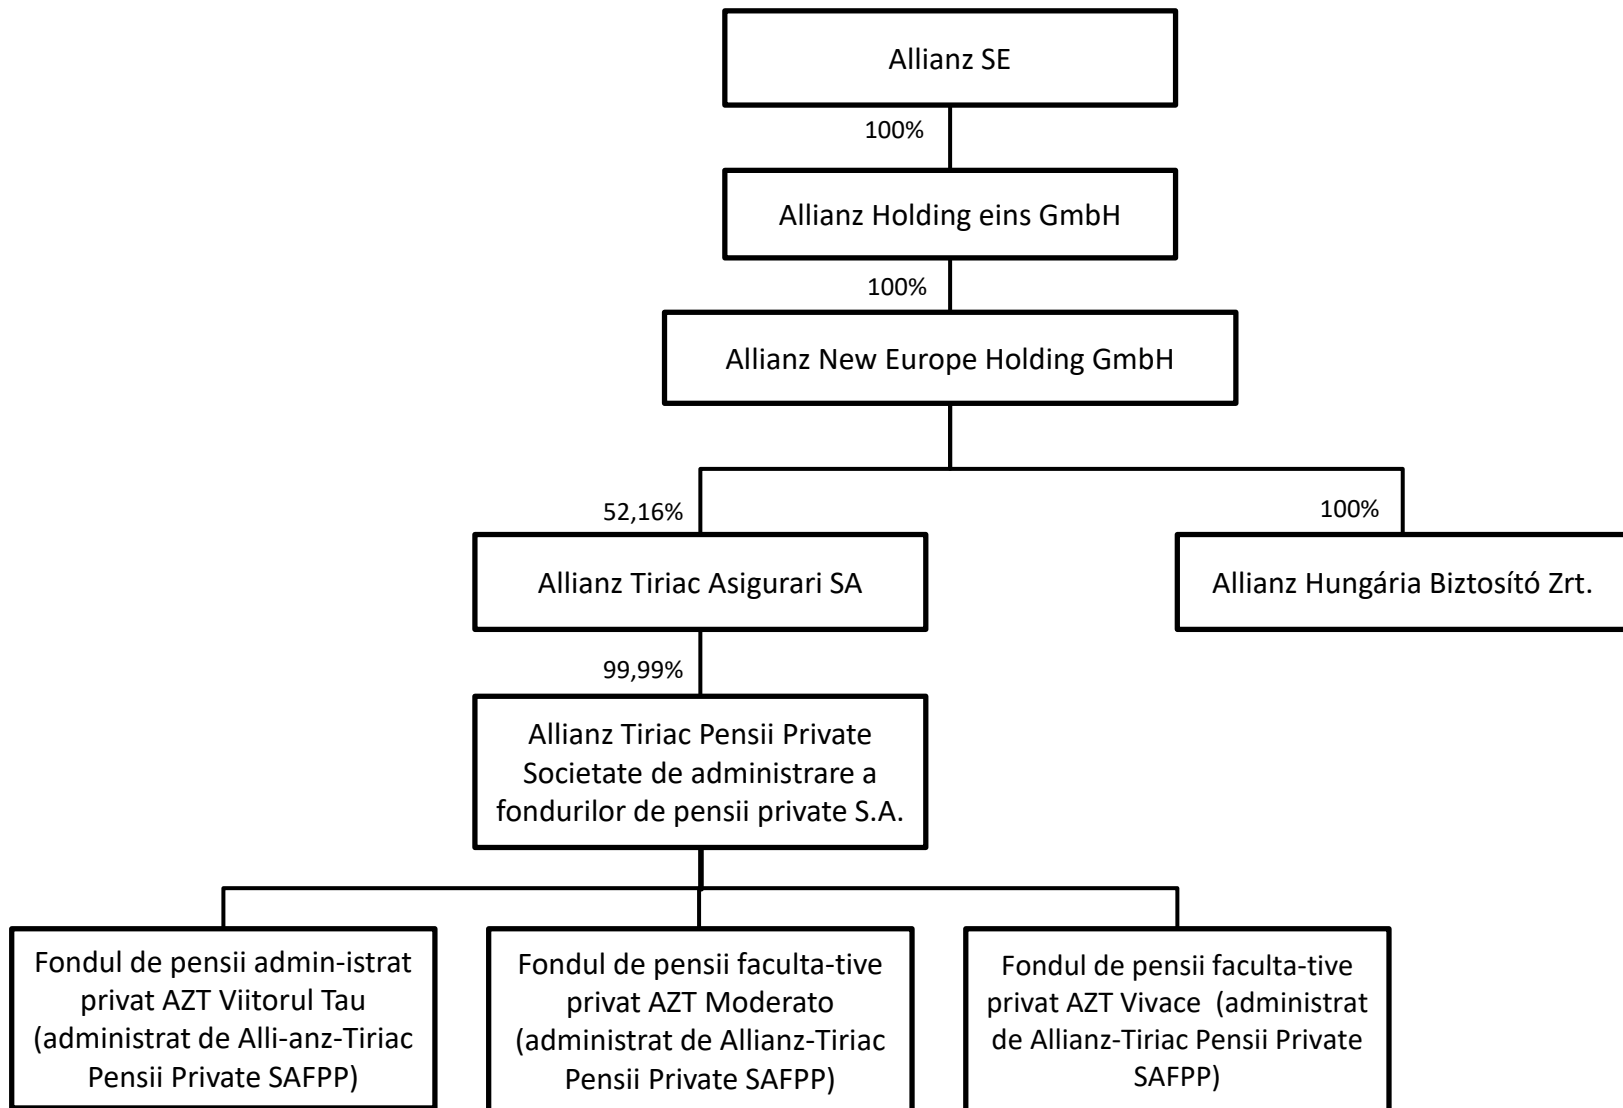 Allianz SE
100%
Allianz Holding eins GmbH
100%
Allianz New Europe Holding GmbH
52,16%
100%
Allianz Tiriac Asigurari SA
Allianz Hungária Biztosító Zrt.
99,99%
Allianz Tiriac Pensii Private
Societate de administrare a
fondurilor de pensii private S.A.
Fondul de pensii admin-istrat
privat AZT Viitorul Tau
(administrat de Alli-anz-Tiriac
Pensii Private SAFPP)
Fondul de pensii faculta-tive
privat AZT Moderato
(administrat de Allianz-Tiriac
Pensii Private SAFPP)
Fondul de pensii faculta-tive
privat AZT Vivace  (administrat
de Allianz-Tiriac Pensii Private
SAFPP)